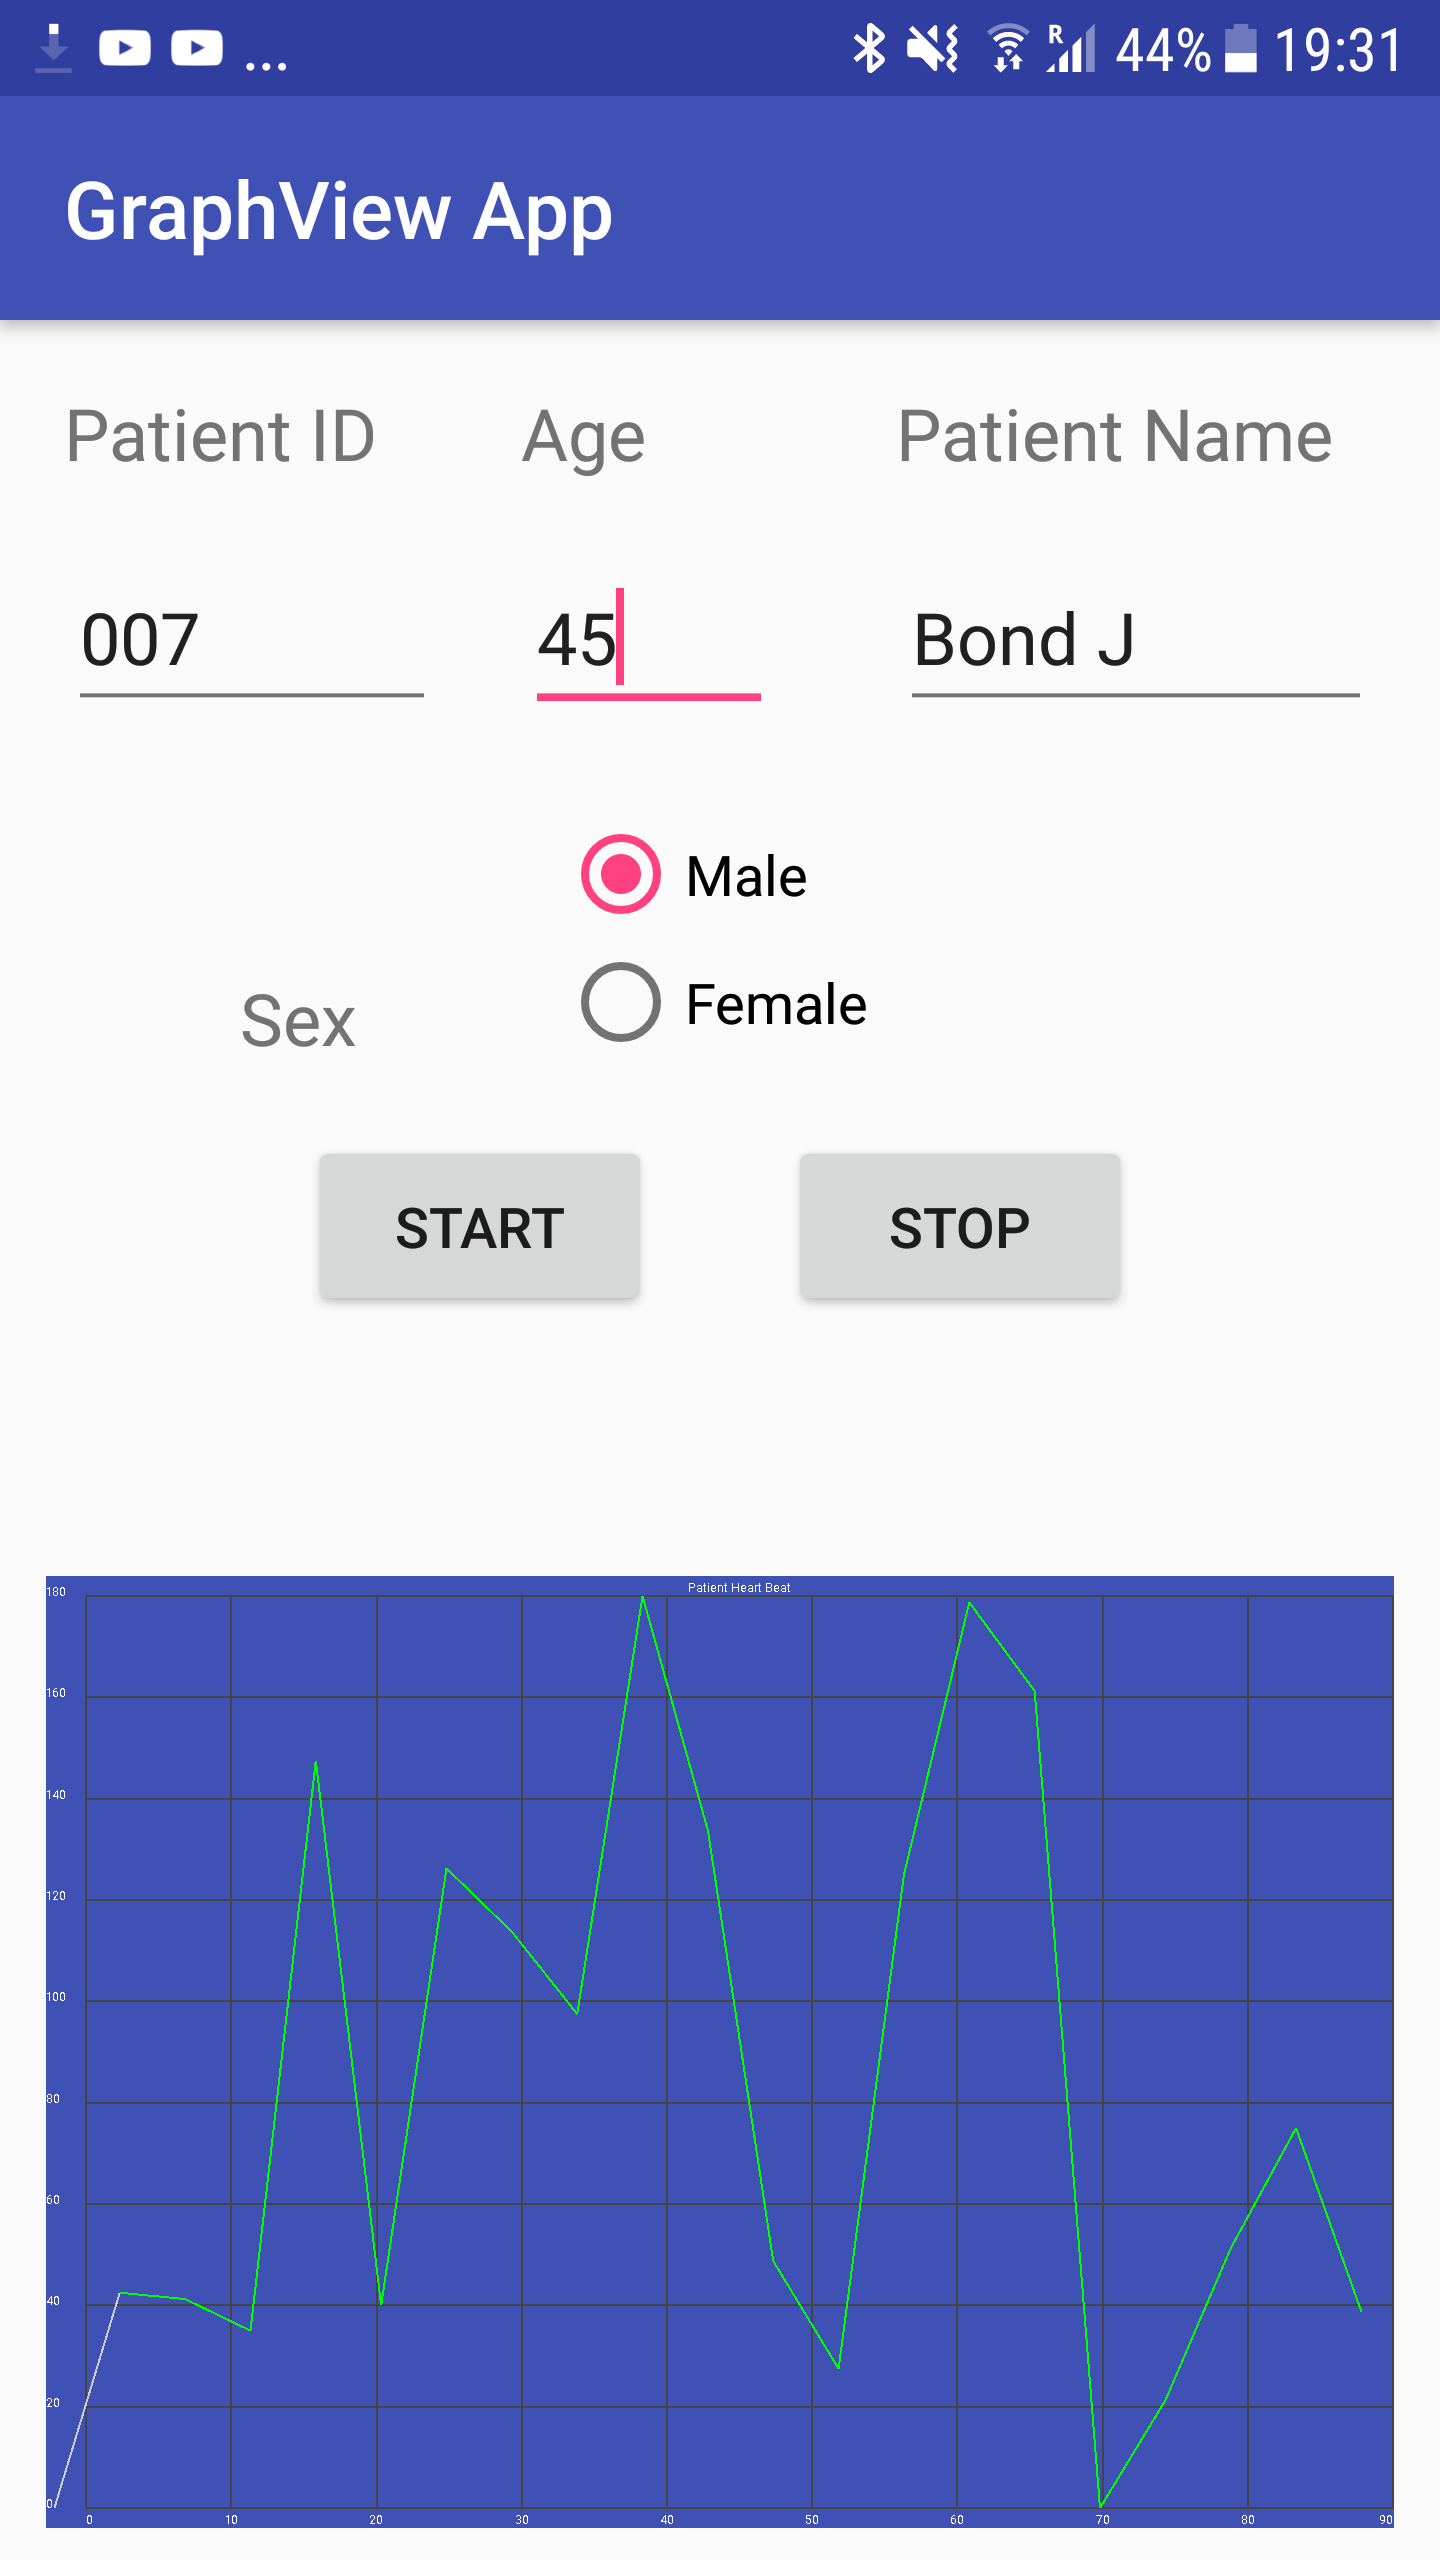 ... R 44% 19:31
GraphView App
Patient ID Age Patient Name
007 45 Bond J
Male
Female
Sex
START STOP
Patient Heart Beat
180
160
140
120
100
80
60
40
20
0
0 10 20 30 40 50 60 70 80 90